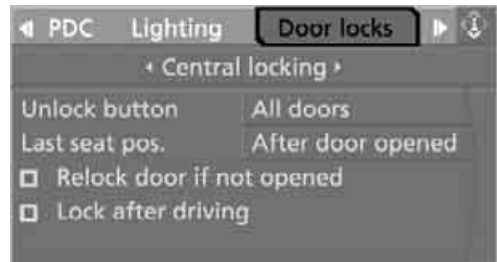 PDC Lighting Door locks
Central locking
Unlock button All doors
Last seat pos. After door opened
Relock door if not opened
Lock after driving